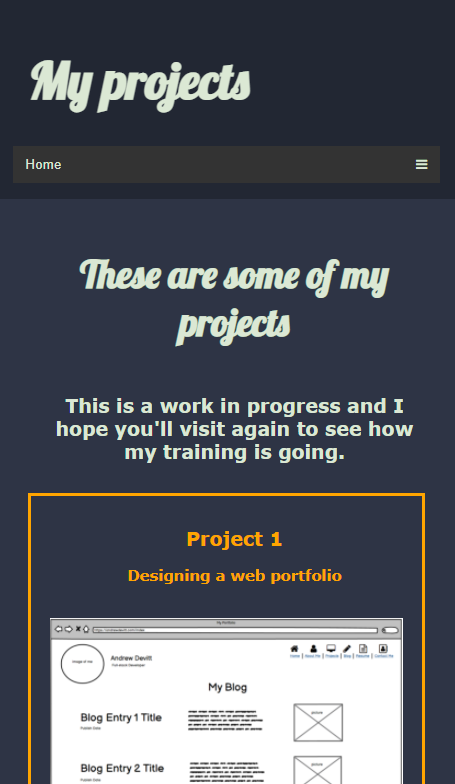 My projects
Home
These are some of my
projects
This is a work in progress and I
hope you'll visit again to see how
my training is going.
Project 1
Designing a web portfolio
My Portfolio
Image of me
Andrew Devitt
Full-stack Developer
Home
About Me
Projects
Blog
Resume
Contact Me
My Blog
Blog Entry 1 Title
Publish Date
picture
Blog Entry 2 Title
Publish Date
picture